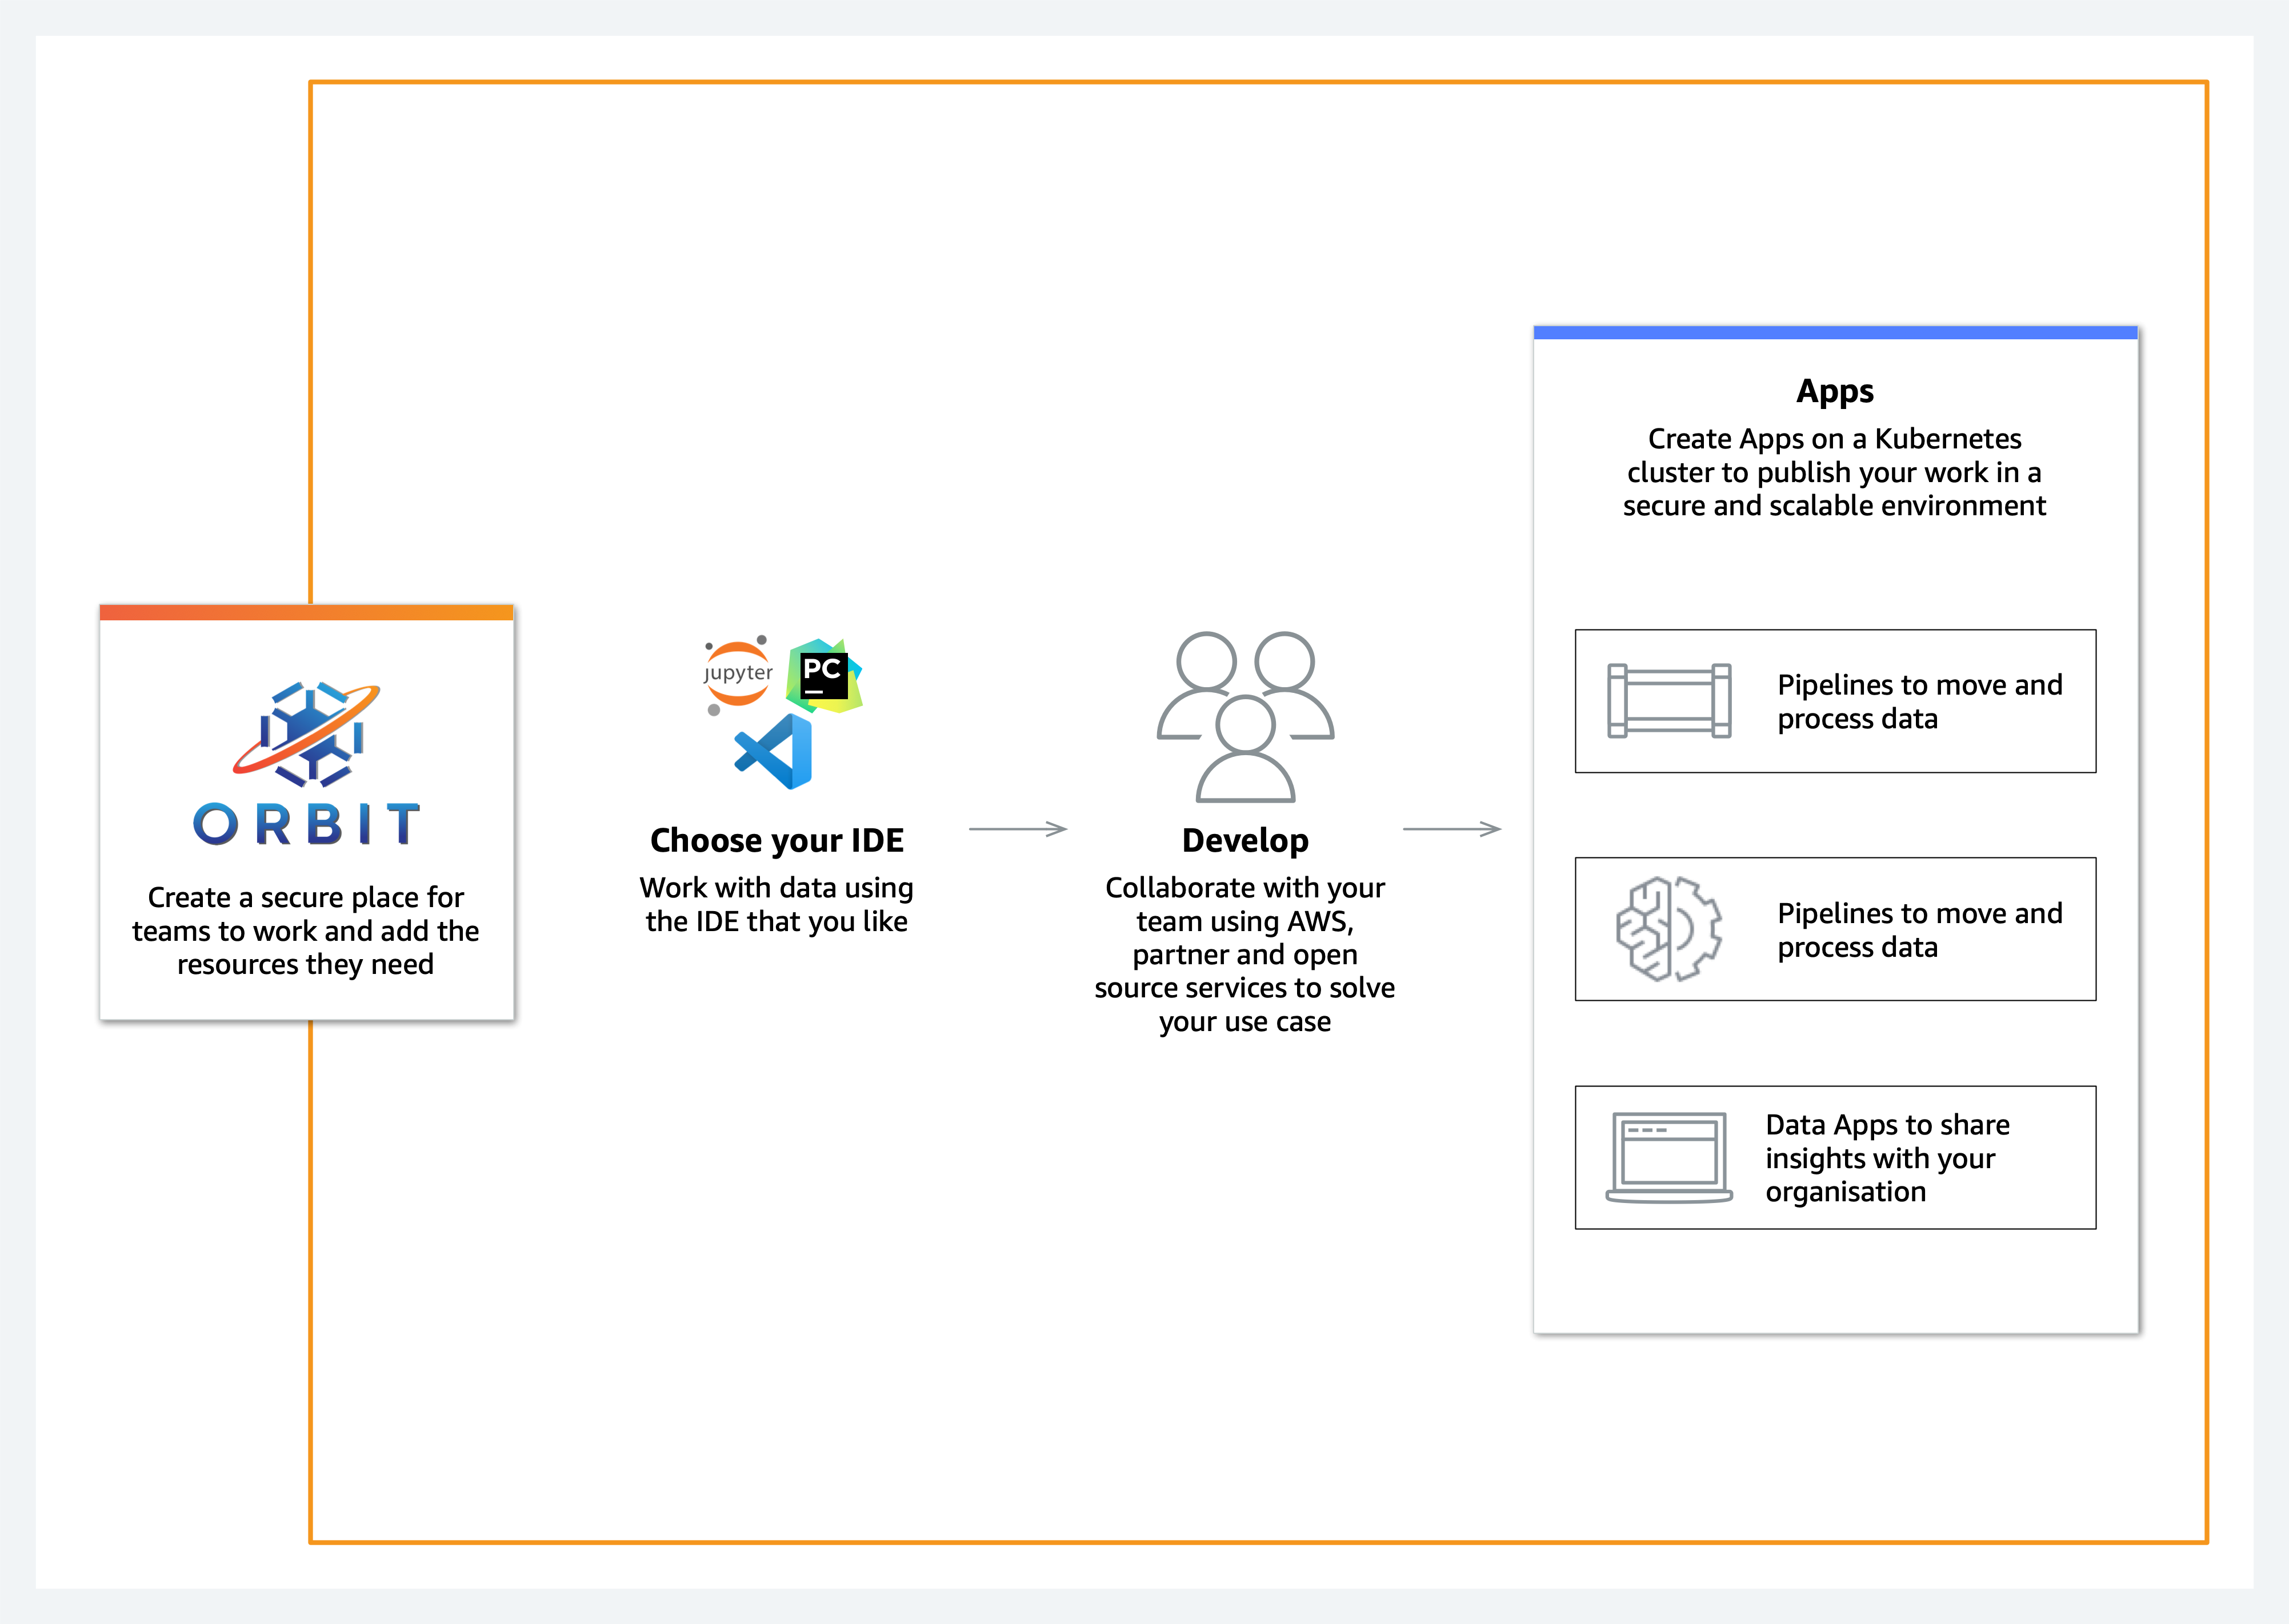 ORBIT
Create a secure place for
teams to work and add the
resources they need
jupyter
PC
Choose your IDE
Work with data using
the IDE that you like
Develop
Collaborate with your
team using AWS,
partner and open
source services to solve
your use case
Apps
Create Apps on a Kubernetes
cluster to publish your work in a
secure and scalable environment
Pipelines to move and
process data
Pipelines to move and
process data
Data Apps to share
insights with your
organisation